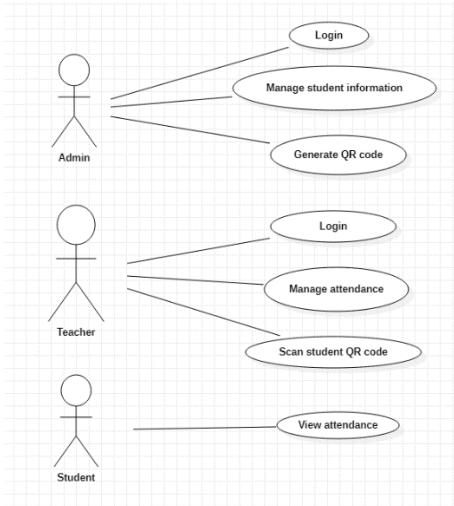 Login
Manage student information
Generate QR code
Admin
Login
Manage attendance
Scan student QR code
Teacher
View attendance
Student